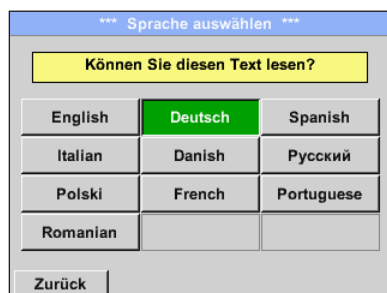 *** Sprache auswählen ***
Können Sie diesen Text lesen?
English Deutsch Spanish
Italian Danish Русский
Polski French Portuguese
Romanian
Zurück